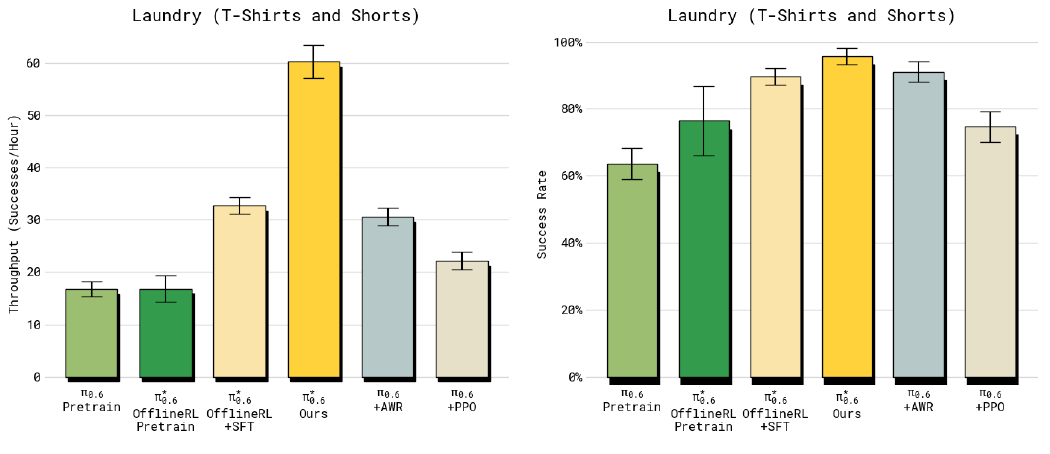 Laundry (T-Shirts and Shorts)
Throughput (Successes/Hour)
60
50
40
30
20
10
0
π0.6
Pretrain
π*0.6
OfflineRL
Pretrain
π*0.6
OfflineRL
+SFT
π*0.6
Ours
π0.6
+AWR
π0.6
+PPO
Laundry (T-Shirts and Shorts)
Success Rate
100%
80%
60%
40%
20%
0%
π0.6
Pretrain
π*0.6
OfflineRL
Pretrain
π*0.6
OfflineRL
+SFT
π*0.6
Ours
π0.6
+AWR
π0.6
+PPO